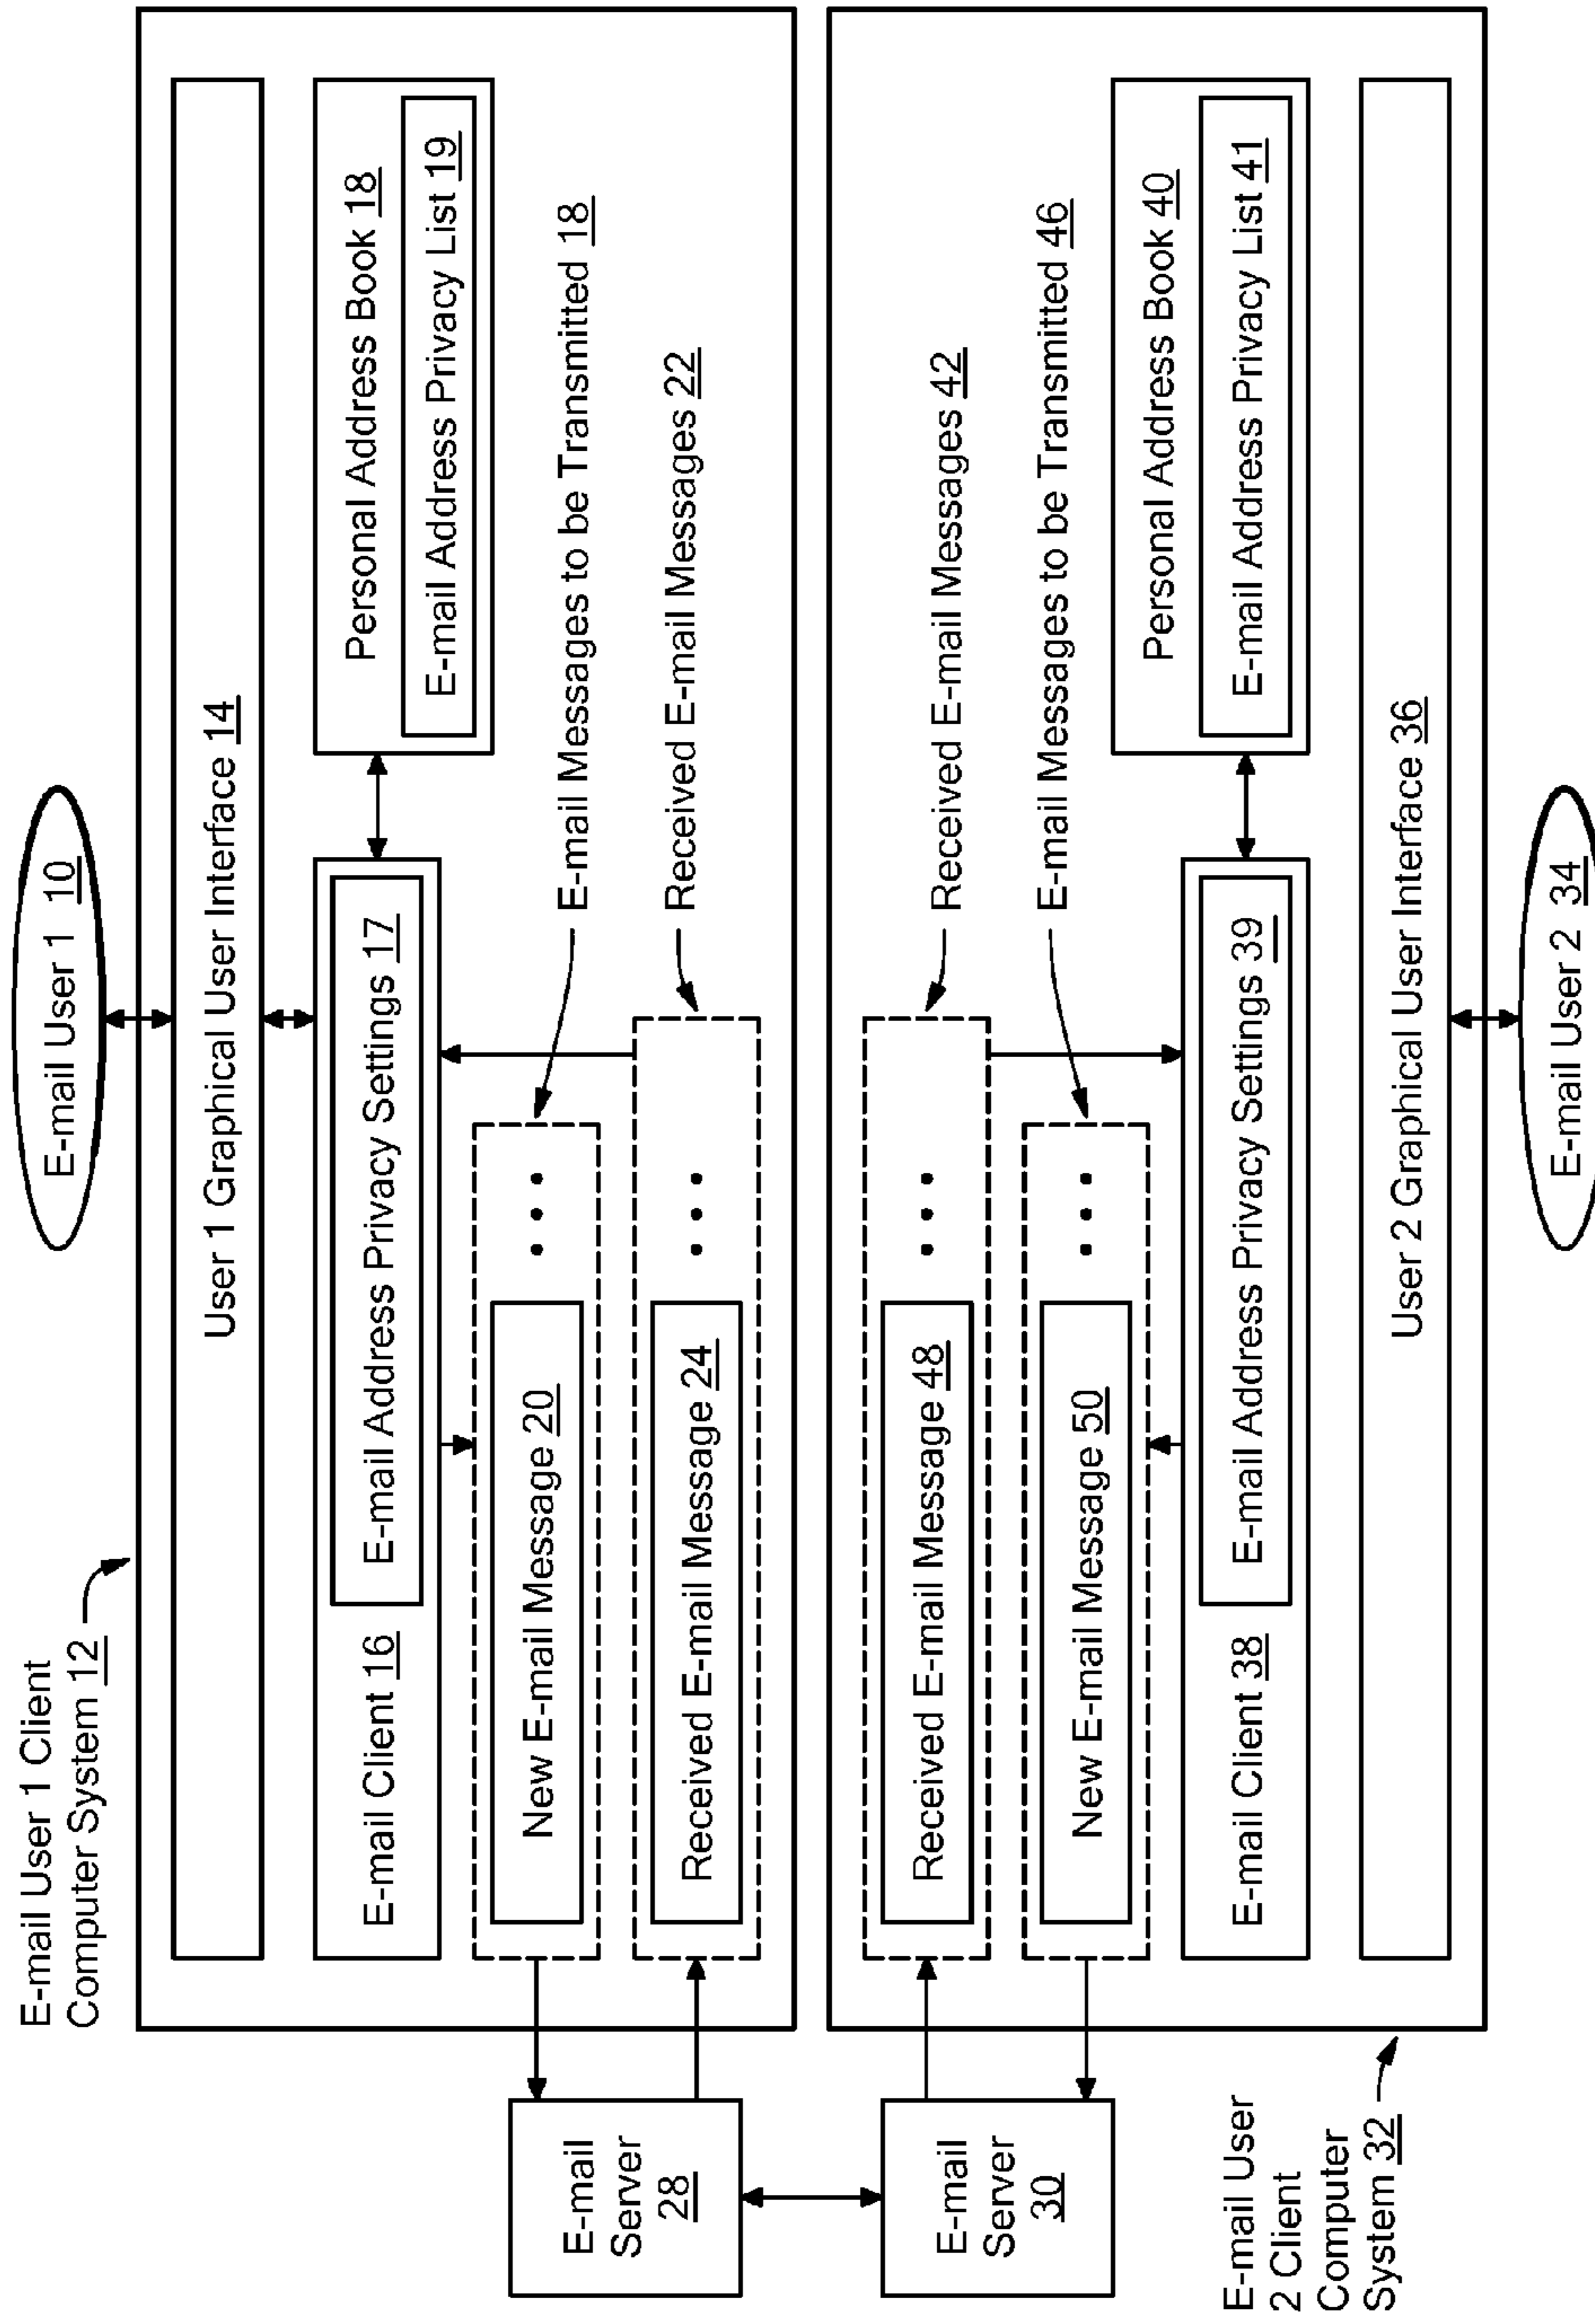 E-mail User 1 10
E-mail User 1 Client
Computer System 12
User 1 Graphical User Interface 14
E-mail Client 16
E-mail Address Privacy Settings 17
Personal Address Book 18
E-mail Address Privacy List 19
New E-mail Message 20
E-mail Messages to be Transmitted 18
Received E-mail Message 24
Received E-mail Messages 22
E-mail
Server
28
E-mail
Server
30
Received E-mail Message 48
Received E-mail Messages 42
New E-mail Message 50
E-mail Messages to be Transmitted 46
E-mail Client 38
E-mail Address Privacy Settings 39
Personal Address Book 40
E-mail Address Privacy List 41
E-mail User
2 Client
Computer
System 32
User 2 Graphical User Interface 36
E-mail User 2 34